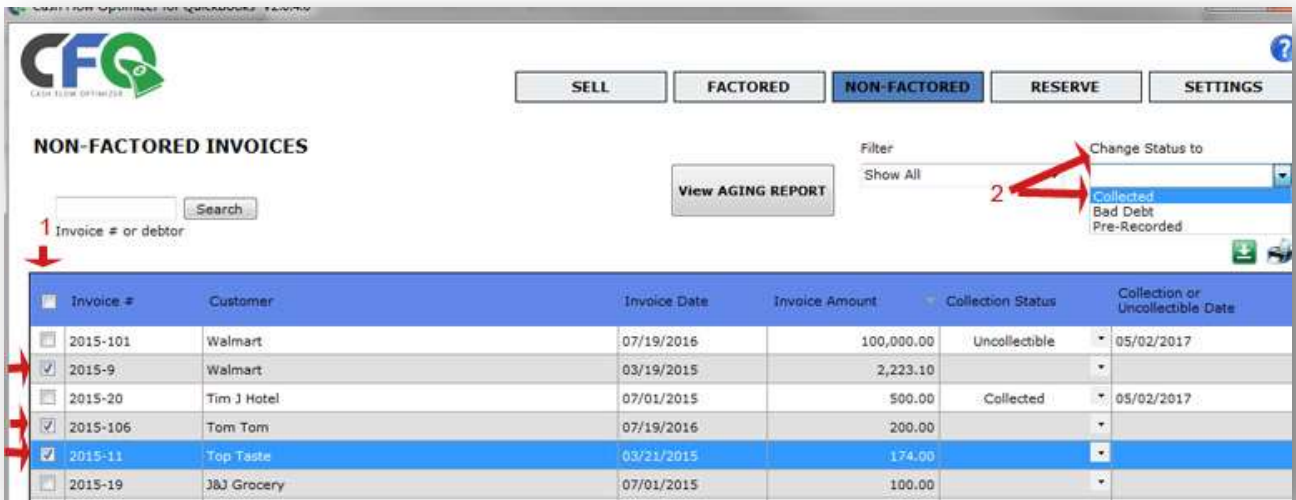 Cash Flow Optimizer for QuickBooks V2.0.4.0
CFO
CASH FLOW OPTIMIZER
?
SELL
FACTORED
NON-FACTORED
RESERVE
SETTINGS
NON-FACTORED INVOICES
Filter
Change Status to
View AGING REPORT
Show All
2
Collected
Bad Debt
Pre-Recorded
Search
1
Invoice # or debtor
Invoice # Customer Invoice Date Invoice Amount Collection Status Collection or
Uncollectible Date
2015-101 Walmart 07/19/2016 100,000.00 Uncollectible 05/02/2017
2015-9 Walmart 03/19/2015 2,223.10
2015-20 Tim J Hotel 07/01/2015 500.00 Collected 05/02/2017
2015-106 Tom Tom 07/19/2016 200.00
2015-11 Top Taste 03/21/2015 174.00
2015-19 J&J Grocery 07/01/2015 100.00